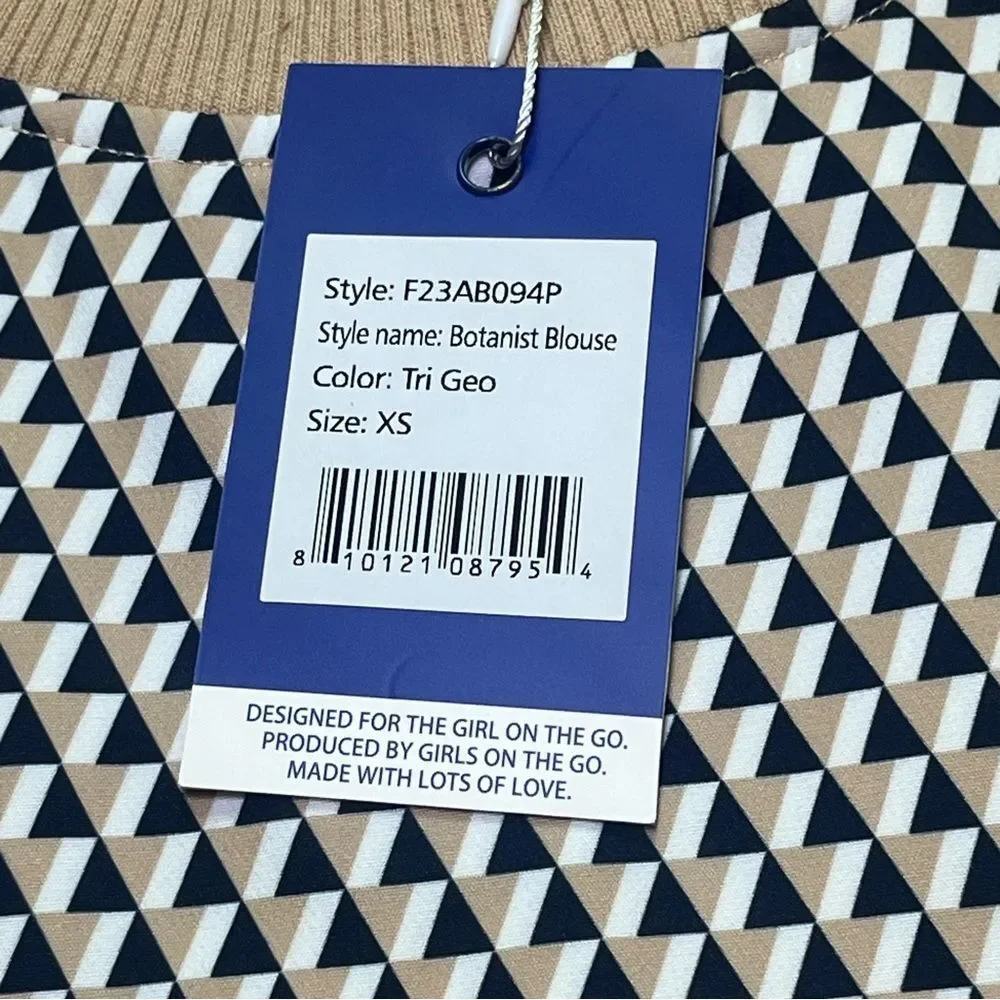 Style: F23AB094P
Style name: Botanist Blouse
Color: Tri Geo
Size: XS
8 10121 08795 4
DESIGNED FOR THE GIRL ON THE GO.
PRODUCED BY GIRLS ON THE GO.
MADE WITH LOTS OF LOVE.